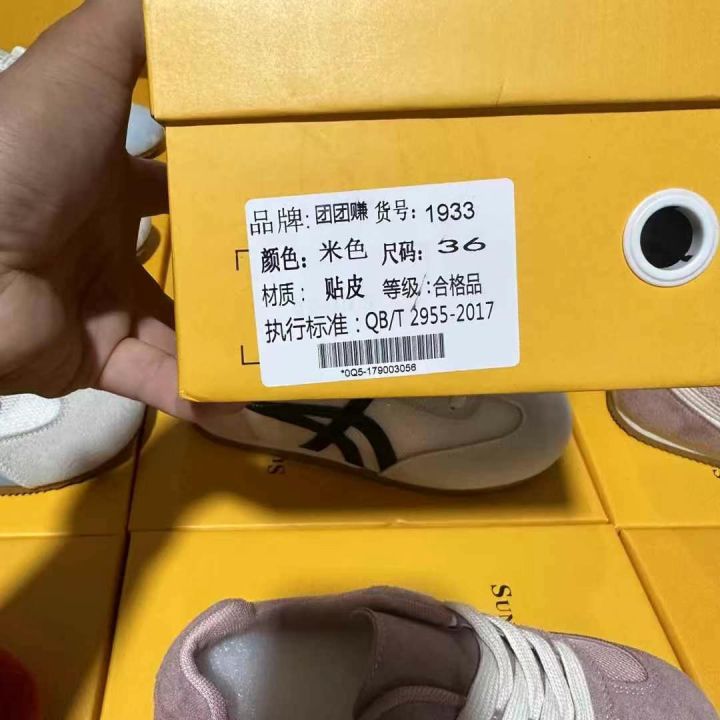 品牌: 团团赚 货号: 1933
颜色: 米色 尺码: 36
材质: 贴皮 等级:合格品
执行标准:QB/T 2955-2017
*0Q5-179003056